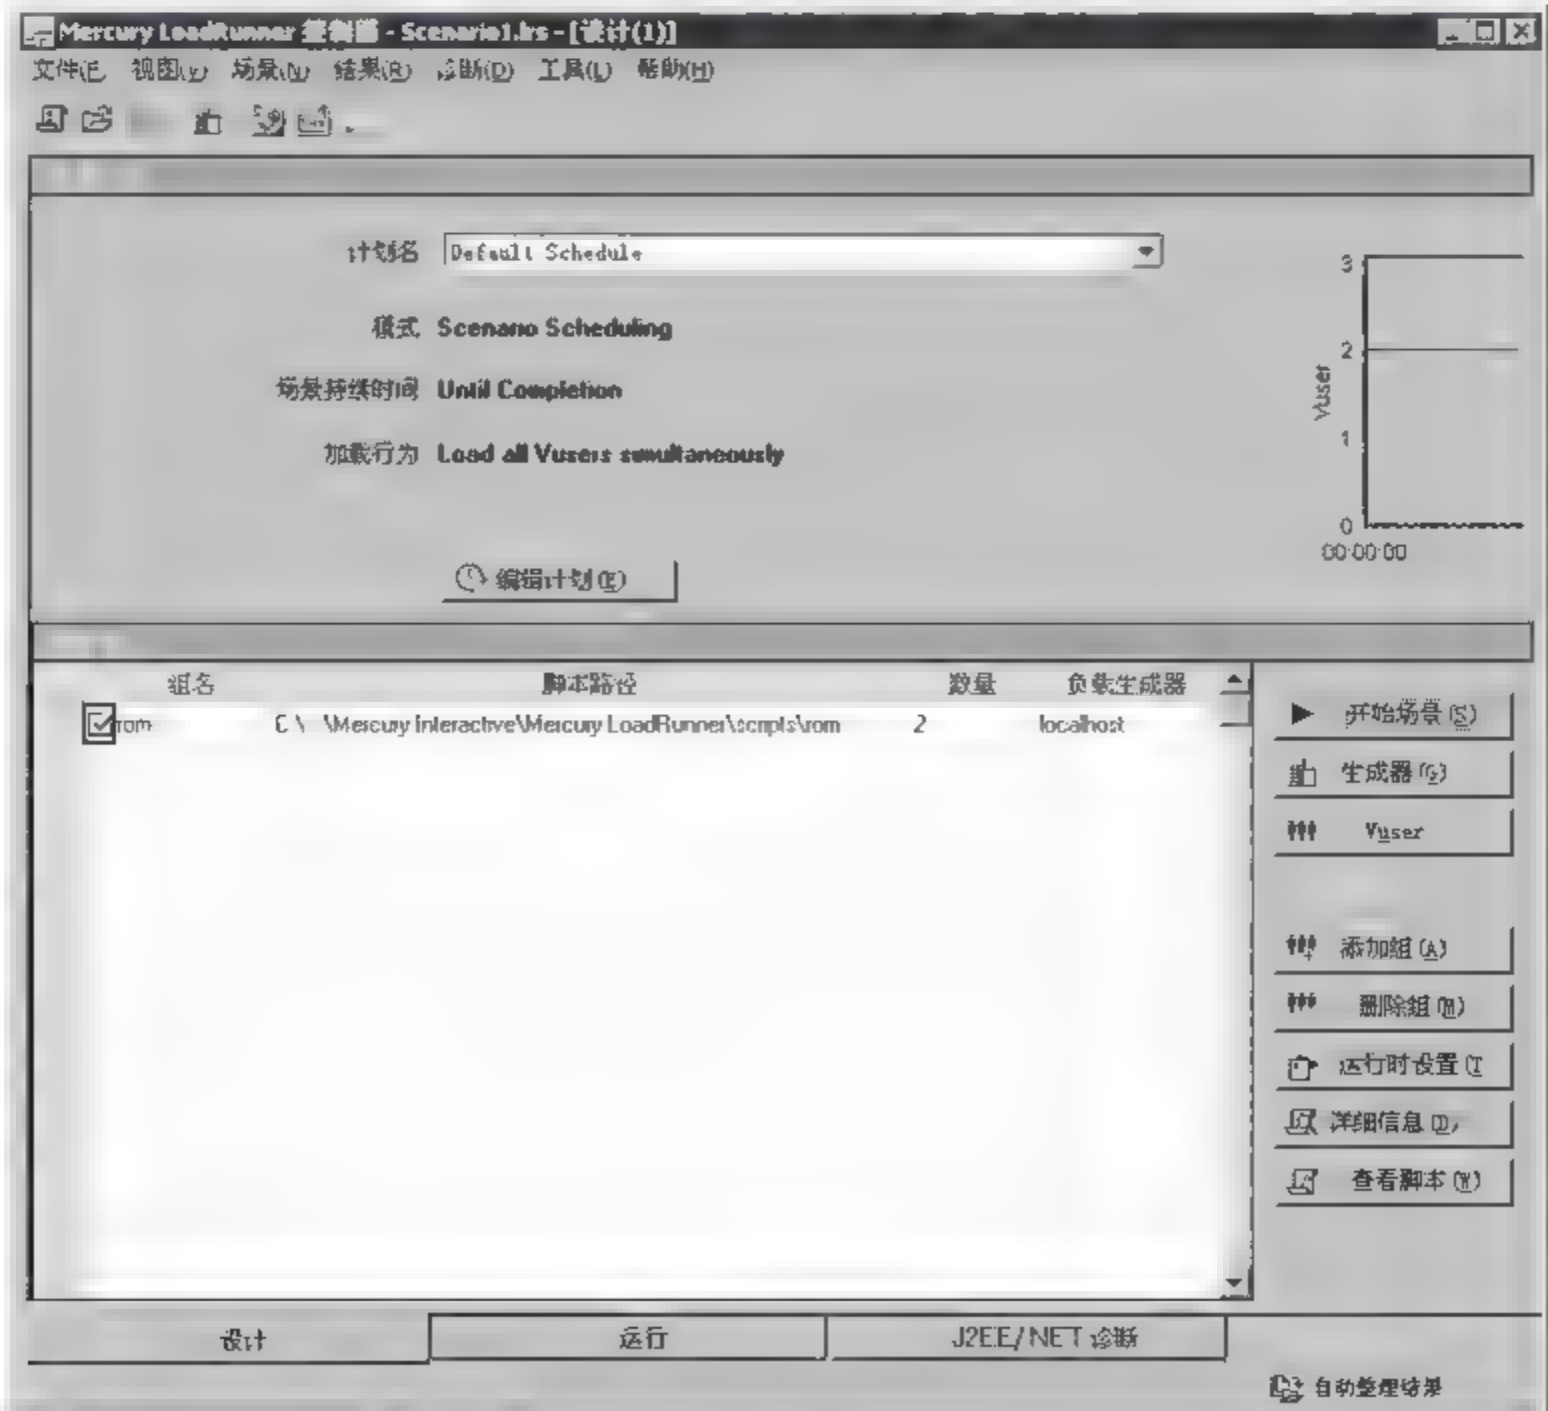 Mercury LoadRunner 控制器 - Scenario1.lrs - [设计(1)]
文件(F) 视图(V) 场景(N) 结果(R) 诊断(D) 工具(L) 帮助(H)
计划名 Default Schedule
模式 Scenario Scheduling
场景持续时间 Until Completion
加载行为 Load all Vusers simultaneously
编辑计划(E)
3
2
1
0
Vuser
00:00:00
组名 脚本路径 数量 负载生成器
rom C:\ \Mercury Interactive\Mercury LoadRunner\scripts\rom 2 localhost
开始场景(S)
生成器(G)
Vuser
添加组(A)
删除组(M)
运行时设置(T
详细信息(D)
查看脚本(W)
设计 运行 J2EE/.NET 诊断
自动整理结果